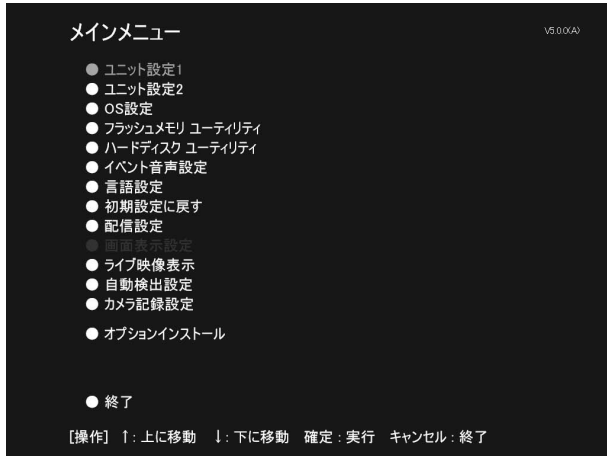 メインメニュー
V5.0.0(A)
● ユニット設定1
● ユニット設定2
● OS設定
● フラッシュメモリ ユーティリティ
● ハードディスク ユーティリティ
● イベント音声設定
● 言語設定
● 初期設定に戻す
● 配信設定
● 画面表示設定
● ライブ映像表示
● 自動検出設定
● カメラ記録設定
● オプションインストール
● 終了
[操作] ↑: 上に移動 ↓: 下に移動 確定 : 実行 キャンセル : 終了